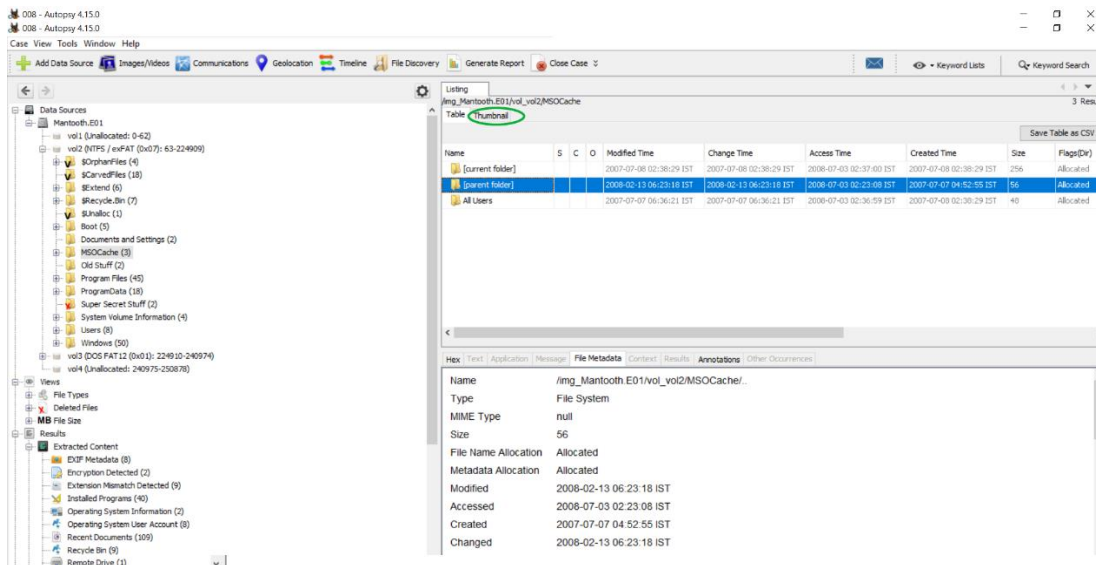 008 - Autopsy 4.15.0
008 - Autopsy 4.15.0
Case View Tools Window Help
Add Data Source Images/Videos Communications Geolocation Timeline File Discovery Generate Report Close Case Keyword Lists Keyword Search
Data Sources
Mantooth.E01
vol1 (Unallocated: 0-62)
vol2 (NTFS / exFAT (0x07): 63-224909)
$OrphanFiles (4)
$CarvedFiles (18)
$Extend (6)
$Recycle.Bin (7)
$Unalloc (1)
Boot (5)
Documents and Settings (2)
MSOCache (3)
Old Stuff (2)
Program Files (45)
ProgramData (18)
Super Secret Stuff (2)
System Volume Information (4)
Users (8)
Windows (50)
vol3 (DOS FAT12 (0x01): 224910-240974)
vol4 (Unallocated: 240975-250878)
Views
File Types
Deleted Files
MB File Size
Results
Extracted Content
EXIF Metadata (8)
Encryption Detected (2)
Extension Mismatch Detected (9)
Installed Programs (40)
Operating System Information (2)
Operating System User Account (8)
Recent Documents (109)
Recycle Bin (9)
Remote Drive (1)
Listing
/img_Mantooth.E01/vol_vol2/MSOCache
3 Resu
Table Thumbnail
Save Table as CSV
Name S C O Modified Time Change Time Access Time Created Time Size Flags(Dir)
[current folder] 2007-07-08 02:38:29 IST 2007-07-08 02:38:29 IST 2008-07-03 02:37:00 IST 2007-07-08 02:38:29 IST 256 Allocated
[parent folder] 2008-02-13 06:23:18 IST 2008-02-13 06:23:18 IST 2008-07-03 02:23:08 IST 2007-07-07 04:52:55 IST 56 Allocated
All Users 2007-07-07 06:36:21 IST 2007-07-07 06:36:21 IST 2008-07-03 02:36:59 IST 2007-07-08 02:38:29 IST 48 Allocated
Hex Text Application Message File Metadata Context Results Annotations Other Occurrences
Name /img_Mantooth.E01/vol_vol2/MSOCache/..
Type File System
MIME Type null
Size 56
File Name Allocation Allocated
Metadata Allocation Allocated
Modified 2008-02-13 06:23:18 IST
Accessed 2008-07-03 02:23:08 IST
Created 2007-07-07 04:52:55 IST
Changed 2008-02-13 06:23:18 IST